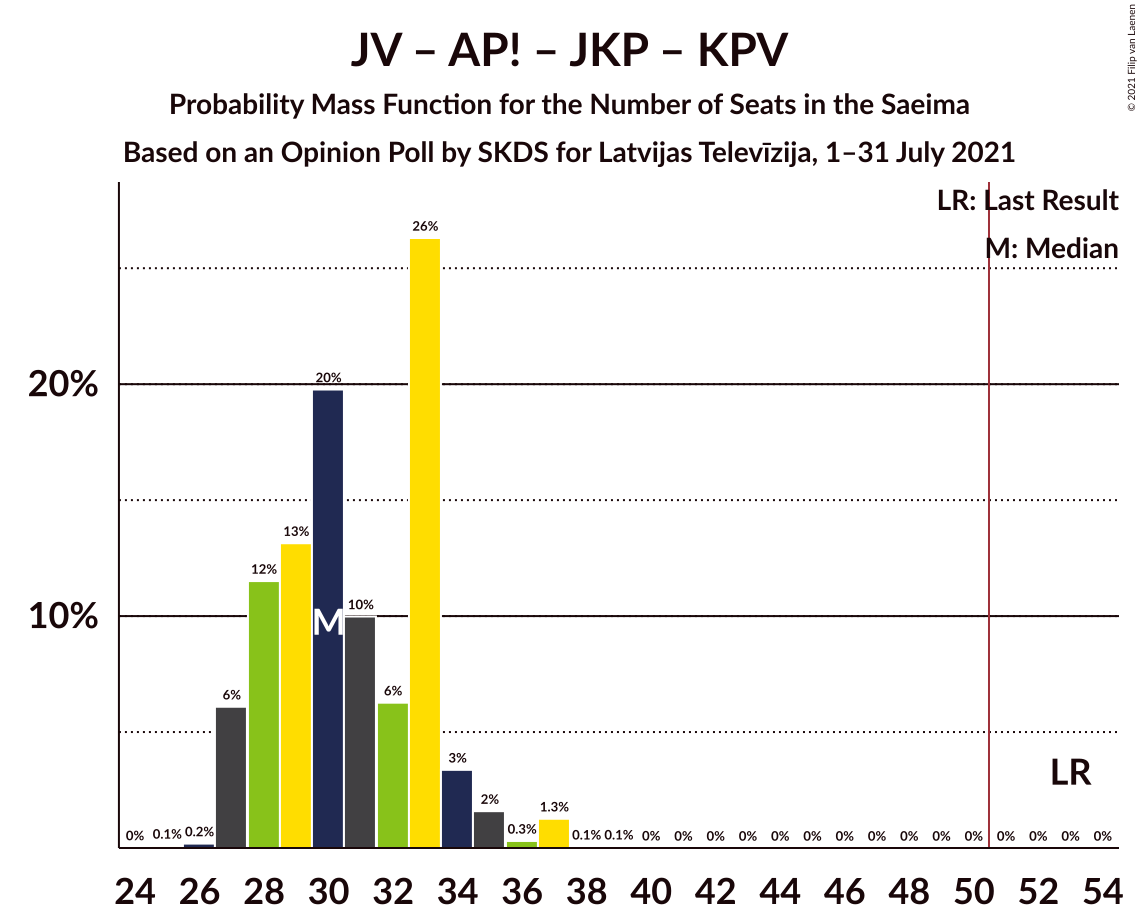 © 2021 Filip van Laenen
JV – AP! – JKP – KPV
Probability Mass Function for the Number of Seats in the Saeima
Based on an Opinion Poll by SKDS for Latvijas Televīzija, 1–31 July 2021
LR: Last Result
M: Median
26%
20%
20%
13%
12%
10%
10%
M
6%
6%
3%
LR
2%
1.3%
0% 0.1% 0.2% 0.3% 0.1% 0.1% 0% 0% 0% 0% 0% 0% 0% 0% 0% 0% 0% 0% 0% 0% 0%
24 26 28 30 32 34 36 38 40 42 44 46 48 50 52 54